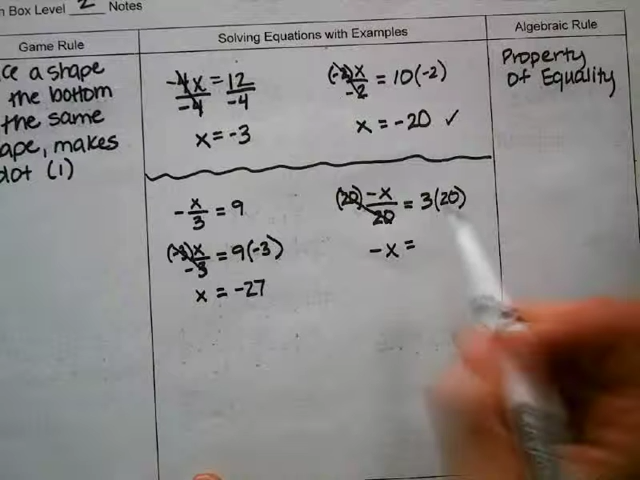 Box Level 2 Notes
Game Rule
Solving Equations with Examples
Algebraic Rule
a shape
the bottom
the same
makes
(1)
-4x/-4 = 12/-4
x = -3
(-2)x/-2 = 10(-2)
x = -20 ✓
Property
of Equality
-x/3 = 9
(-3)x/-3 = 9(-3)
x = -27
(20)-x/20 = 3(20)
-x =